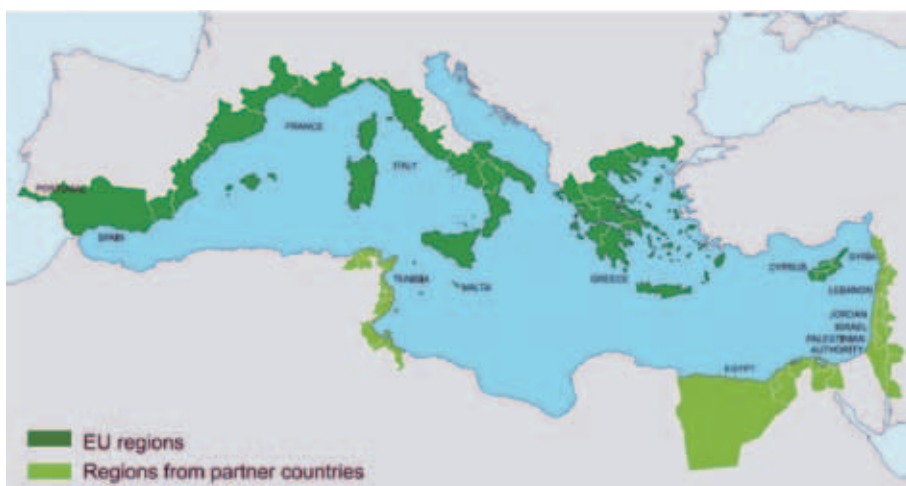 FRANCE
ITALY
PORTUGAL
SPAIN
TUNISIA
MALTA
GREECE
CYPRUS
SYRIA
LEBANON
JORDAN
ISRAEL
PALESTINIAN
AUTHORITY
EGYPT
EU regions
Regions from partner countries